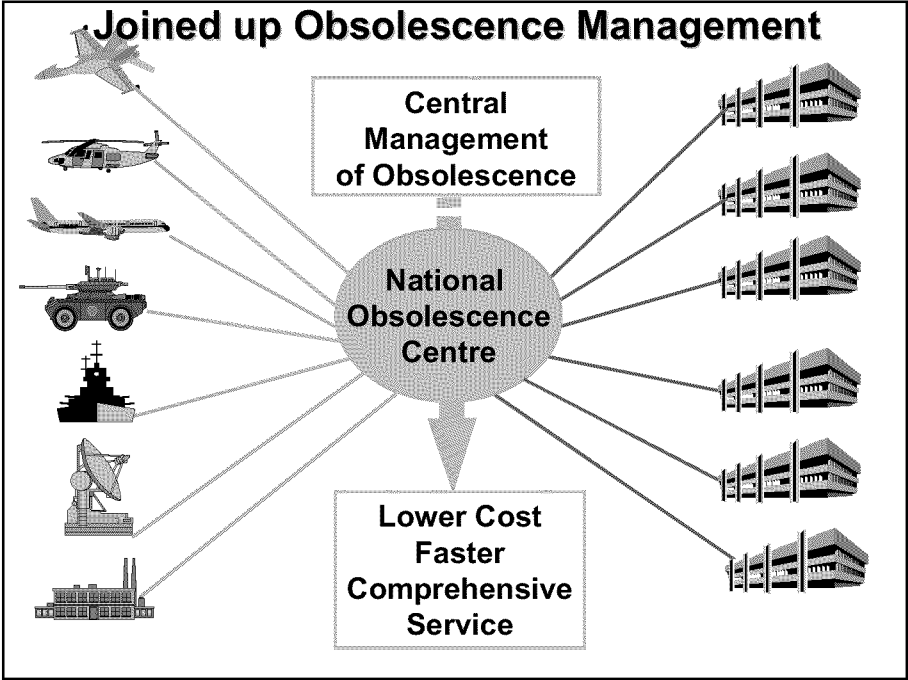 Joined up Obsolescence Management
Central
Management
of Obsolescence
National
Obsolescence
Centre
Lower Cost
Faster
Comprehensive
Service